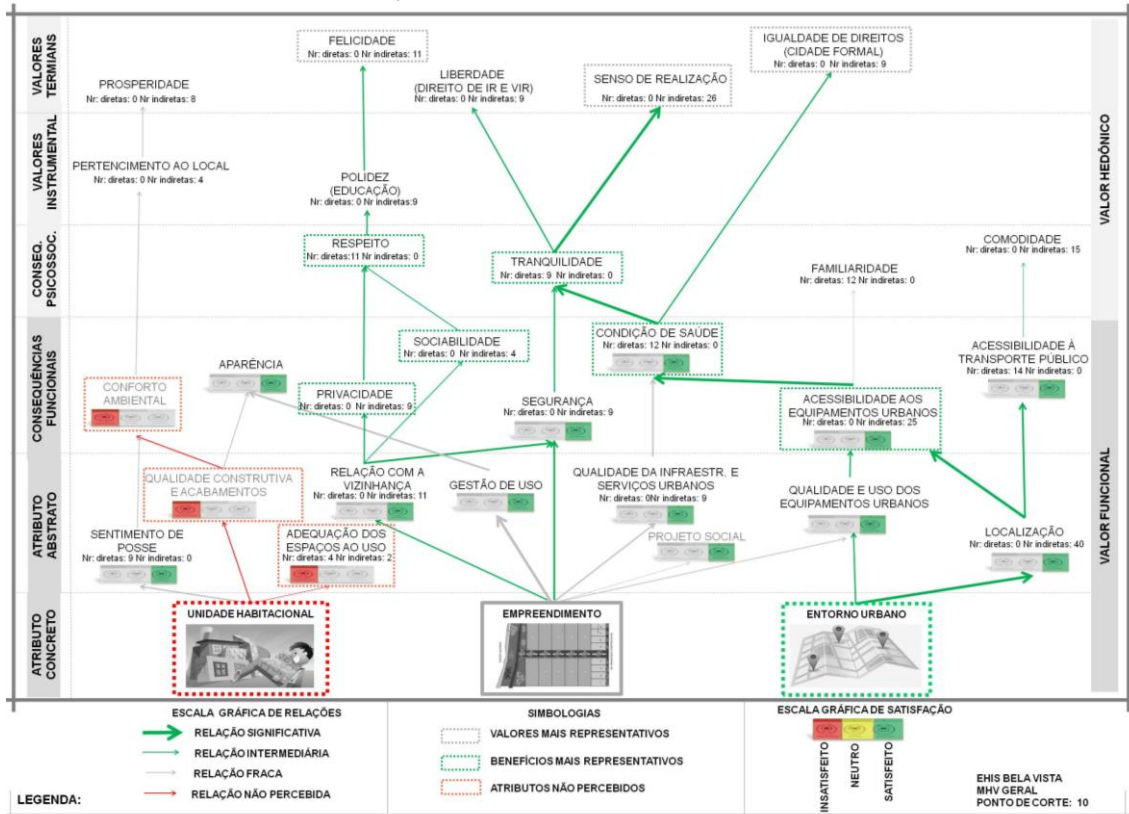 VALORES
TERMIANS
VALORES
INSTRUMENTAL
CONSEQ.
PSICOSSOC.
CONSEQUÊNCIAS
FUNCIONAIS
ATRIBUTO
ABSTRATO
ATRIBUTO
CONCRETO
VALOR HEDÔNICO
VALOR FUNCIONAL
FELICIDADE
Nr: diretas: 0 Nr indiretas: 11
IGUALDADE DE DIREITOS
(CIDADE FORMAL)
Nr: diretas: 0 Nr indiretas: 9
PROSPERIDADE
Nr: diretas: 0 Nr indiretas: 8
LIBERDADE
(DIREITO DE IR E VIR)
Nr: diretas: 0 Nr indiretas: 9
SENSO DE REALIZAÇÃO
Nr: diretas: 0 Nr indiretas: 26
PERTENCIMENTO AO LOCAL
Nr: diretas: 0 Nr indiretas: 4
POLIDEZ
(EDUCAÇÃO)
Nr: diretas: 0 Nr indiretas:9
RESPEITO
Nr: diretas:11 Nr indiretas: 0
TRANQUILIDADE
Nr: diretas: 9 Nr indiretas: 0
FAMILIARIDADE
Nr: diretas: 12 Nr indiretas: 0
COMODIDADE
Nr: diretas: 0 Nr indiretas: 15
CONFORTO
AMBIENTAL
APARÊNCIA
SOCIABILIDADE
Nr: diretas: 0 Nr indiretas: 4
PRIVACIDADE
Nr: diretas: 0 Nr indiretas: 9
SEGURANÇA
Nr: diretas: 0 Nr indiretas: 9
CONDIÇÃO DE SAÚDE
Nr: diretas: 12 Nr indiretas: 0
ACESSIBILIDADE AOS
EQUIPAMENTOS URBANOS
Nr: diretas: 0 Nr indiretas: 25
ACESSIBILIDADE À
TRANSPORTE PÚBLICO
Nr: diretas: 14 Nr indiretas: 0
QUALIDADE CONSTRUTIVA
E ACABAMENTOS
SENTIMENTO DE
POSSE
Nr: diretas: 9 Nr indiretas: 0
ADEQUAÇÃO DOS
ESPAÇOS AO USO
Nr: diretas: 4 Nr indiretas: 2
RELAÇÃO COM A
VIZINHANÇA
Nr: diretas: 0 Nr indiretas: 11
GESTÃO DE USO
QUALIDADE DA INFRAESTR. E
SERVIÇOS URBANOS
Nr: diretas: 0Nr indiretas: 9
PROJETO SOCIAL
QUALIDADE E USO DOS
EQUIPAMENTOS URBANOS
LOCALIZAÇÃO
Nr: diretas: 0 Nr indiretas: 40
UNIDADE HABITACIONAL
EMPREENDIMENTO
ENTORNO URBANO
LEGENDA:
ESCALA GRÁFICA DE RELAÇÕES
RELAÇÃO SIGNIFICATIVA
RELAÇÃO INTERMEDIÁRIA
RELAÇÃO FRACA
RELAÇÃO NÃO PERCEBIDA
SIMBOLOGIAS
VALORES MAIS REPRESENTATIVOS
BENEFÍCIOS MAIS REPRESENTATIVOS
ATRIBUTOS NÃO PERCEBIDOS
ESCALA GRÁFICA DE SATISFAÇÃO
INSATISFEITO
NEUTRO
SATISFEITO
EHIS BELA VISTA
MHV GERAL
PONTO DE CORTE: 10